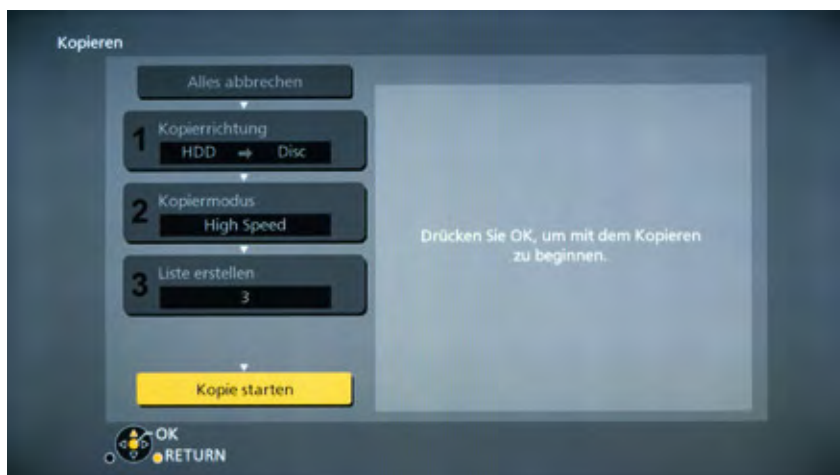 Kopieren
Alles abbrechen
1 Kopierrichtung
HDD ⇒ Disc
2 Kopiermodus
High Speed
3 Liste erstellen
3
Kopie starten
Drücken Sie OK, um mit dem Kopieren
zu beginnen.
OK
RETURN